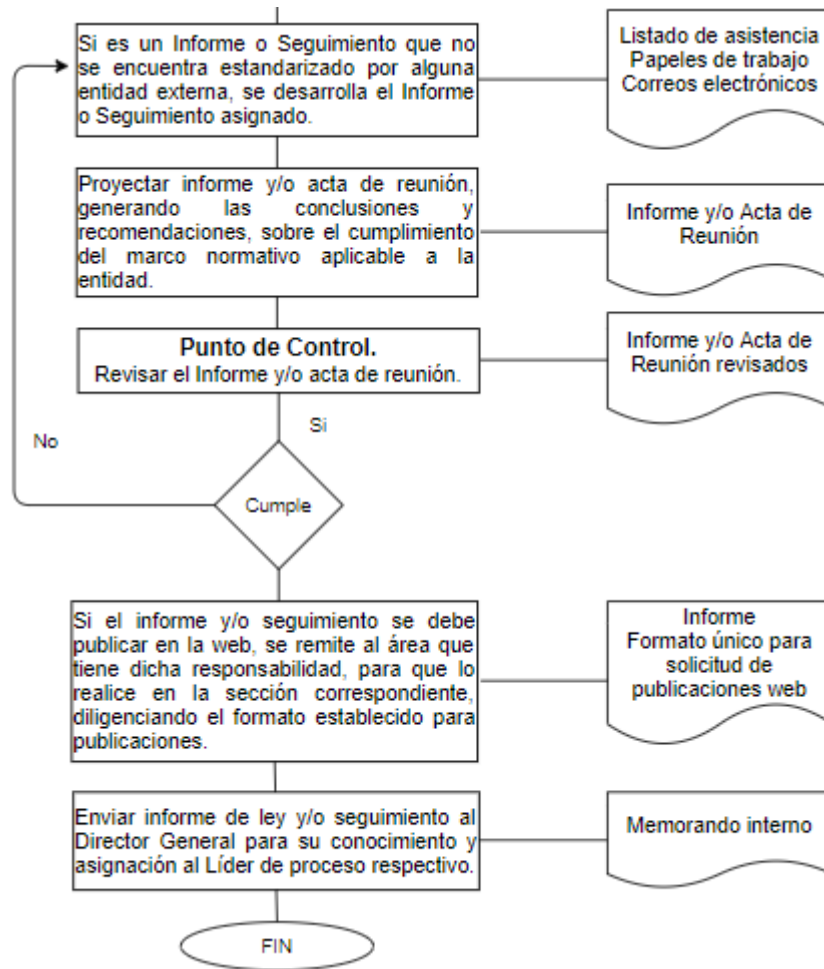 Si es un Informe o Seguimiento que no
se encuentra estandarizado por alguna
entidad externa, se desarrolla el Informe
o Seguimiento asignado.
Listado de asistencia
Papeles de trabajo
Correos electrónicos
Proyectar informe y/o acta de reunión,
generando las conclusiones y
recomendaciones, sobre el cumplimiento
del marco normativo aplicable a la
entidad.
Informe y/o Acta de
Reunión
Punto de Control.
Revisar el Informe y/o acta de reunión.
Informe y/o Acta de
Reunión revisados
Si
No
Cumple
Si el informe y/o seguimiento se debe
publicar en la web, se remite al área que
tiene dicha responsabilidad, para que lo
realice en la sección correspondiente,
diligenciando el formato establecido para
publicaciones.
Informe
Formato único para
solicitud de
publicaciones web
Enviar informe de ley y/o seguimiento al
Director General para su conocimiento y
asignación al Líder de proceso respectivo.
Memorando interno
FIN